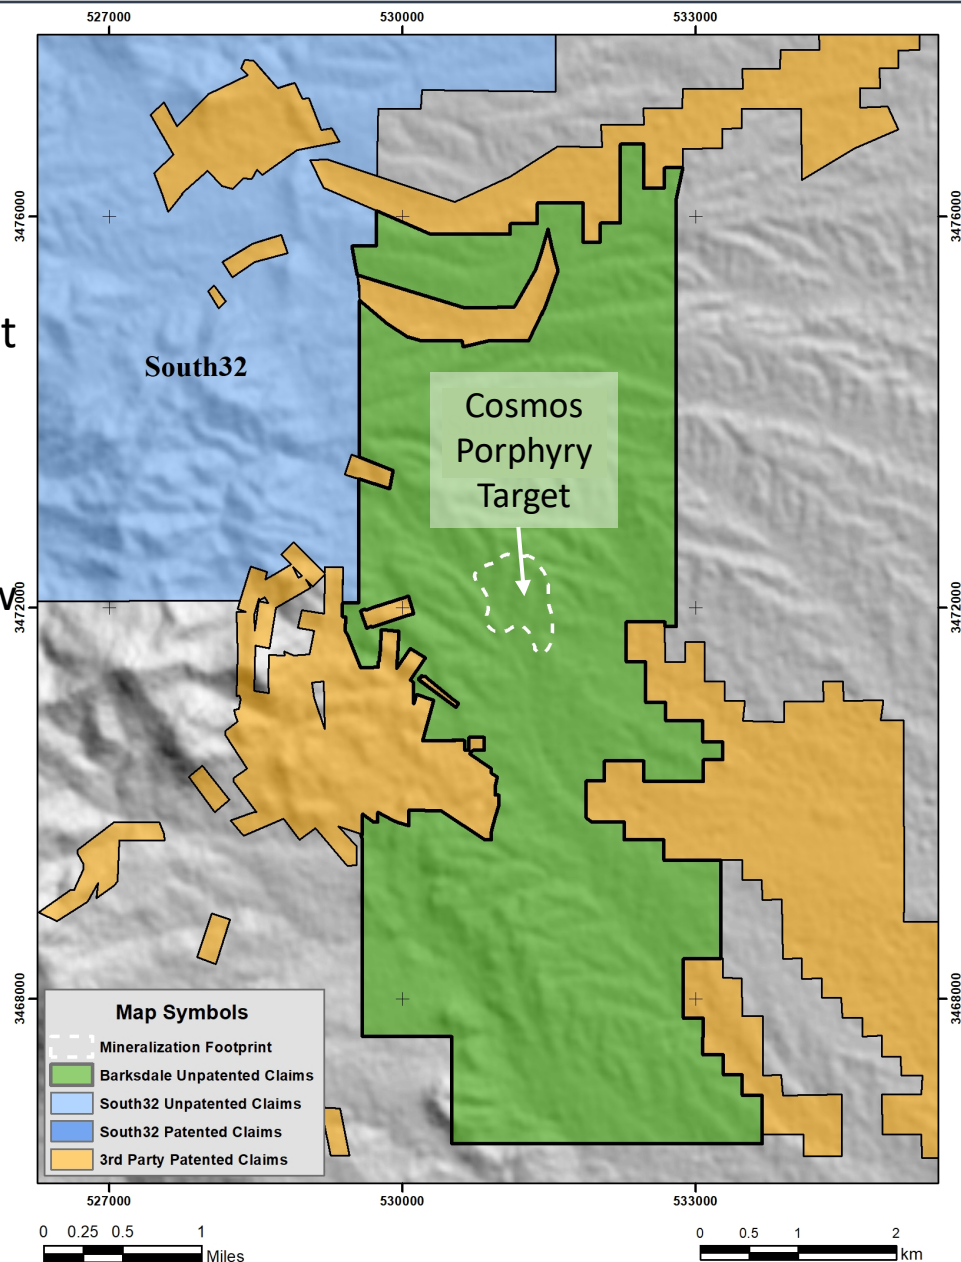 527000
530000
533000
3476000
3476000
t
South32
Cosmos
Porphyry
Target
w
3472000
3472000
3468000
3468000
Map Symbols
Mineralization Footprint
Barksdale Unpatented Claims
South32 Unpatented Claims
South32 Patented Claims
3rd Party Patented Claims
527000
530000
533000
0 0.25 0.5 1
Miles
0 0.5 1 2
km